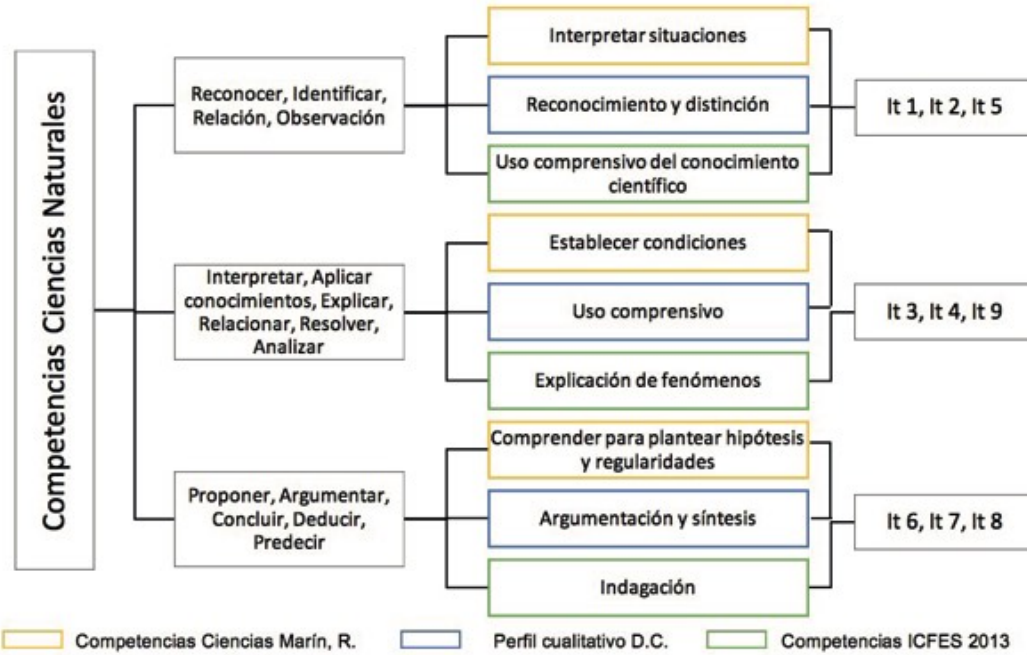 Competencias Ciencias Naturales
Reconocer, Identificar,
Relación, Observación
Interpretar situaciones
Reconocimiento y distinción
Uso comprensivo del conocimiento
científico
It 1, It 2, It 5
Interpretar, Aplicar
conocimientos, Explicar,
Relacionar, Resolver,
Analizar
Establecer condiciones
Uso comprensivo
Explicación de fenómenos
It 3, It 4, It 9
Proponer, Argumentar,
Concluir, Deducir,
Predecir
Comprender para plantear hipótesis
y regularidades
Argumentación y síntesis
Indagación
It 6, It 7, It 8
Competencias Ciencias Marín, R.
Perfil cualitativo D.C.
Competencias ICFES 2013